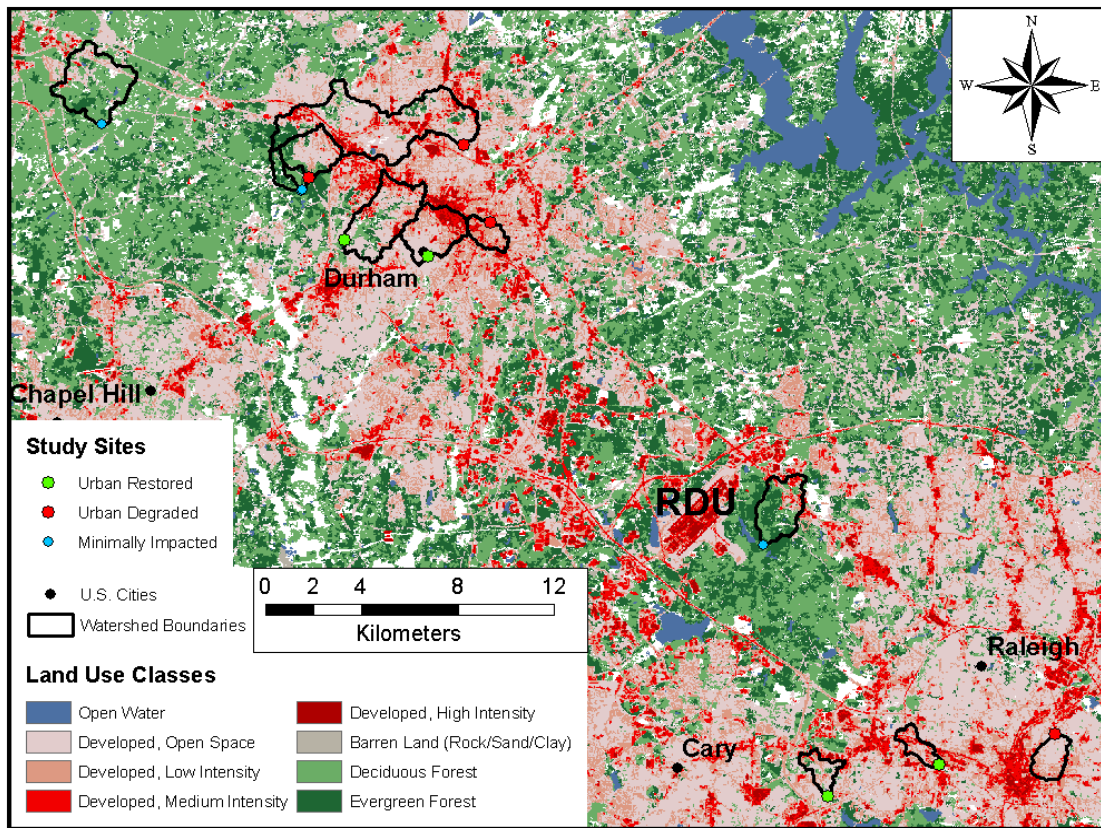 N
W E
S
Durham
Chapel Hill
RDU
Raleigh
Cary
Study Sites
Urban Restored
Urban Degraded
Minimally Impacted
U.S. Cities
Watershed Boundaries
0 2 4 8 12
Kilometers
Land Use Classes
Open Water
Developed, Open Space
Developed, Low Intensity
Developed, Medium Intensity
Developed, High Intensity
Barren Land (Rock/Sand/Clay)
Deciduous Forest
Evergreen Forest